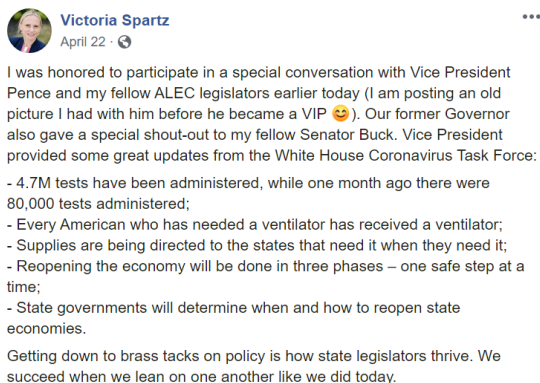 Victoria Spartz
April 22 ·
I was honored to participate in a special conversation with Vice President
Pence and my fellow ALEC legislators earlier today (I am posting an old
picture I had with him before he became a VIP 😊). Our former Governor
also gave a special shout-out to my fellow Senator Buck. Vice President
provided some great updates from the White House Coronavirus Task Force:
- 4.7M tests have been administered, while one month ago there were
80,000 tests administered;
- Every American who has needed a ventilator has received a ventilator;
- Supplies are being directed to the states that need it when they need it;
- Reopening the economy will be done in three phases – one safe step at a
time;
- State governments will determine when and how to reopen state
economies.
Getting down to brass tacks on policy is how state legislators thrive. We
succeed when we lean on one another like we did today.